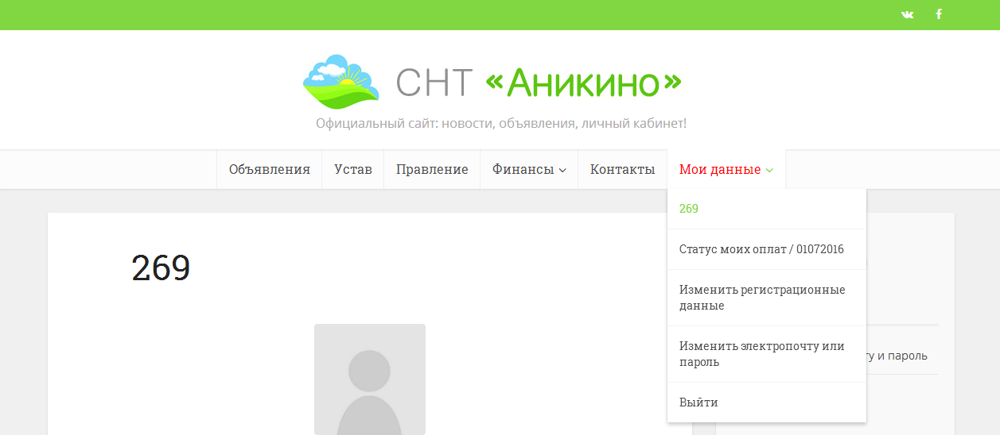 СНТ «Аникино»
Официальный сайт: новости, объявления, личный кабинет!
Объявления Устав Правление Финансы Контакты Мои данные
269
Статус моих оплат / 01072016
Изменить регистрационные
данные
Изменить электропочту или
пароль
Выйти
269
у и пароль